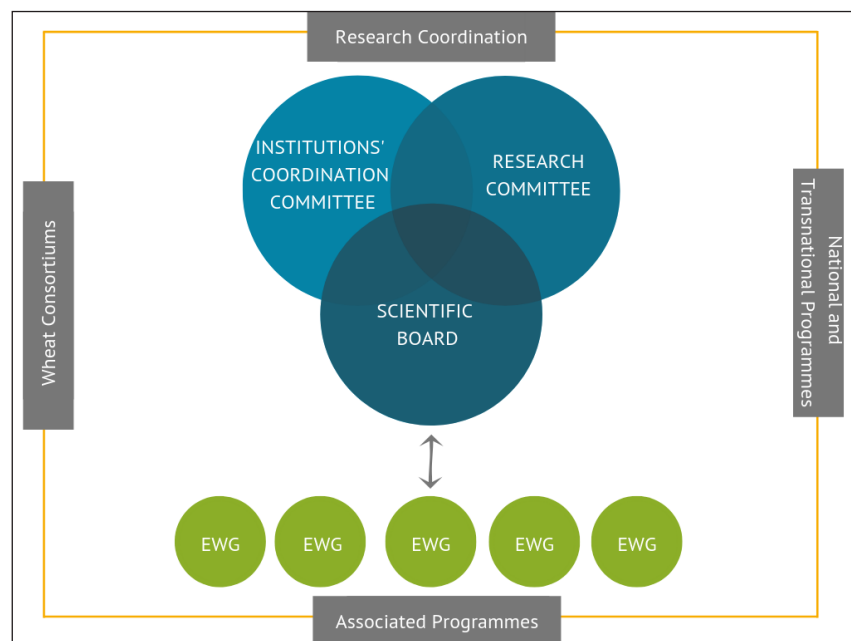 Research Coordination
INSTITUTIONS'
COORDINATION
COMMITTEE
RESEARCH
COMMITTEE
SCIENTIFIC
BOARD
Wheat Consortiums
National and
Transnational Programmes
EWG
EWG
EWG
EWG
EWG
Associated Programmes